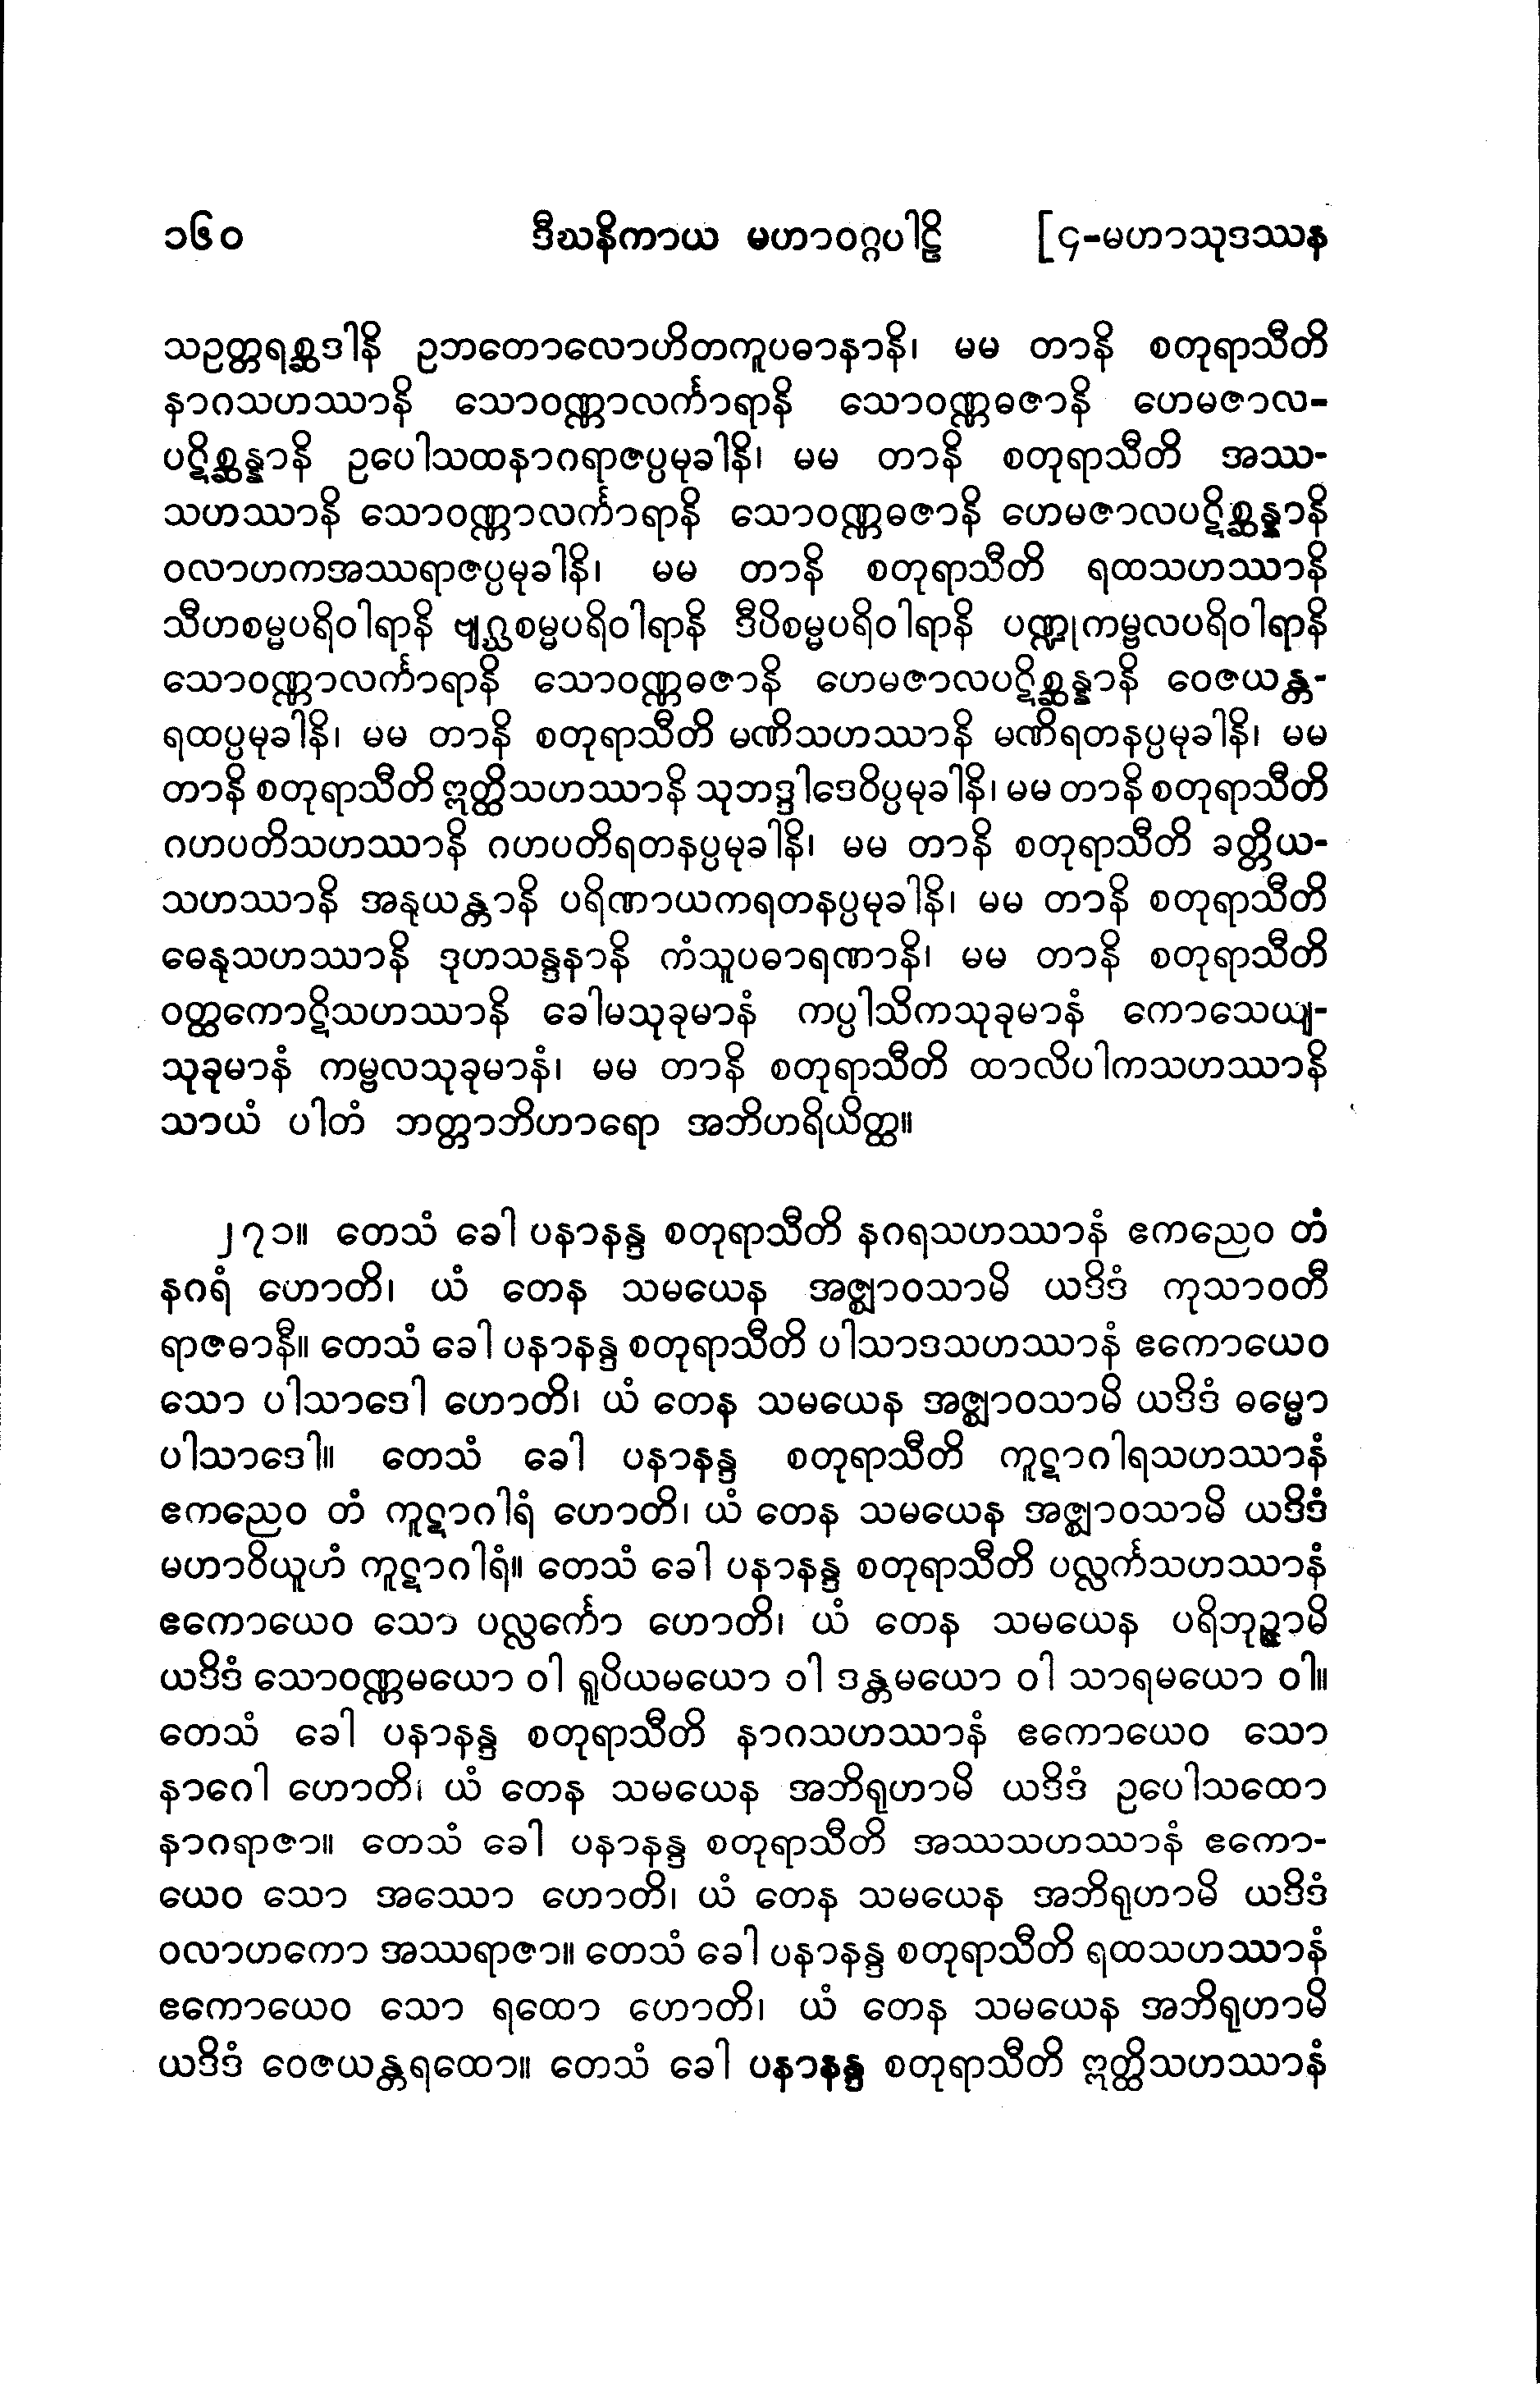 ၁၆၀ ဒီဃနိကာယ မဟာဝဂ္ဂပါဠိ [၄-မဟာသုဒဿန
သဥတ္တရစ္ဆဒါနိ ဥဘတောလောဟိတကူပဓာနာနိ၊ မမ တာနိ စတုရာသီတိ
နာဂသဟဿာနိ သောဝဏ္ဏာလင်္ကာရာနိ သောဝဏ္ဏဓဇာနိ ဟေမဇာလ-
ပဋိစ္ဆန္နာနိ ဥပေါသထနာဂရာဇပ္ပမုခါနိ၊ မမ တာနိ စတုရာသီတိ အဿ-
သဟဿာနိ သောဝဏ္ဏာလင်္ကာရာနိ သောဝဏ္ဏဓဇာနိ ဟေမဇာလပဋိစ္ဆန္နာနိ
ဝလာဟကအဿရာဇပ္ပမုခါနိ၊ မမ တာနိ စတုရာသီတိ ရထသဟဿာနိ
သီဟစမ္မပရိဝါရာနိ ဗျဂ္ဃစမ္မပရိဝါရာနိ ဒီပိစမ္မပရိဝါရာနိ ပဏ္ဍုကမ္ဗလပရိဝါရာနိ
သောဝဏ္ဏာလင်္ကာရာနိ သောဝဏ္ဏဓဇာနိ ဟေမဇာလပဋိစ္ဆန္နာနိ ဝေဇယန္တ-
ရထပ္ပမုခါနိ၊ မမ တာနိ စတုရာသီတိ မဏိသဟဿာနိ မဏိရတနပ္ပမုခါနိ၊ မမ
တာနိ စတုရာသီတိ ဣတ္ထိသဟဿာနိ သုဘဒ္ဒါဒေဝိပ္ပမုခါနိ၊ မမ တာနိ စတုရာသီတိ
ဂဟပတိသဟဿာနိ ဂဟပတိရတနပ္ပမုခါနိ၊ မမ တာနိ စတုရာသီတိ ခတ္တိယ-
သဟဿာနိ အနုယန္တာနိ ပရိဏာယကရတနပ္ပမုခါနိ၊ မမ တာနိ စတုရာသီတိ
ဓေနုသဟဿာနိ ဒုဟသန္ဒနာနိ ကံသူပဓာရဏာနိ၊ မမ တာနိ စတုရာသီတိ
ဝတ္ထကောဋိသဟဿာနိ ခေါမသုခုမာနံ ကပ္ပါသိကသုခုမာနံ ကောသေယျ-
သုခုမာနံ ကမ္ဗလသုခုမာနံ၊ မမ တာနိ စတုရာသီတိ ထာလိပါကသဟဿာနိ
သာယံ ပါတံ ဘတ္တာဘိဟာရော အဘိဟရိယိတ္ထ။
၂၇၁။ တေသံ ခေါ ပနာနန္ဒ စတုရာသီတိ နဂရသဟဿာနံ ဧကညေဝ တံ
နဂရံ ဟောတိ၊ ယံ တေန သမယေန အဇ္ဈာဝသာမိ ယဒိဒံ ကုသာဝတီ
ရာဇဓာနီ။ တေသံ ခေါ ပနာနန္ဒ စတုရာသီတိ ပါသာဒသဟဿာနံ ဧကောယေဝ
သော ပါသာဒေါ ဟောတိ၊ ယံ တေန သမယေန အဇ္ဈာဝသာမိ ယဒိဒံ ဓမ္မော
ပါသာဒေါ။ တေသံ ခေါ ပနာနန္ဒ စတုရာသီတိ ကူဋာဂါရသဟဿာနံ
ဧကညေဝ တံ ကူဋာဂါရံ ဟောတိ၊ ယံ တေန သမယေန အဇ္ဈာဝသာမိ ယဒိဒံ
မဟာဝိယူဟံ ကူဋာဂါရံ။ တေသံ ခေါ ပနာနန္ဒ စတုရာသီတိ ပလ္လင်္ကသဟဿာနံ
ဧကောယေဝ သော ပလ္လင်္ကော ဟောတိ၊ ယံ တေန သမယေန ပရိဘုဉ္ဇာမိ
ယဒိဒံ သောဝဏ္ဏမယော ဝါ ရူပိယမယော ဝါ ဒန္တမယော ဝါ သာရမယော ဝါ။
တေသံ ခေါ ပနာနန္ဒ စတုရာသီတိ နာဂသဟဿာနံ ဧကောယေဝ သော
နာဂေါ ဟောတိ၊ ယံ တေန သမယေန အဘိရုဟာမိ ယဒိဒံ ဥပေါသထော
နာဂရာဇာ။ တေသံ ခေါ ပနာနန္ဒ စတုရာသီတိ အဿသဟဿာနံ ဧကော-
ယေဝ သော အဿော ဟောတိ၊ ယံ တေန သမယေန အဘိရုဟာမိ ယဒိဒံ
ဝလာဟကော အဿရာဇာ။ တေသံ ခေါ ပနာနန္ဒ စတုရာသီတိ ရထသဟဿာနံ
ဧကောယေဝ သော ရထော ဟောတိ၊ ယံ တေန သမယေန အဘိရုဟာမိ
ယဒိဒံ ဝေဇယန္တရထော။ တေသံ ခေါ ပနာနန္ဒ စတုရာသီတိ ဣတ္ထိသဟဿာနံ